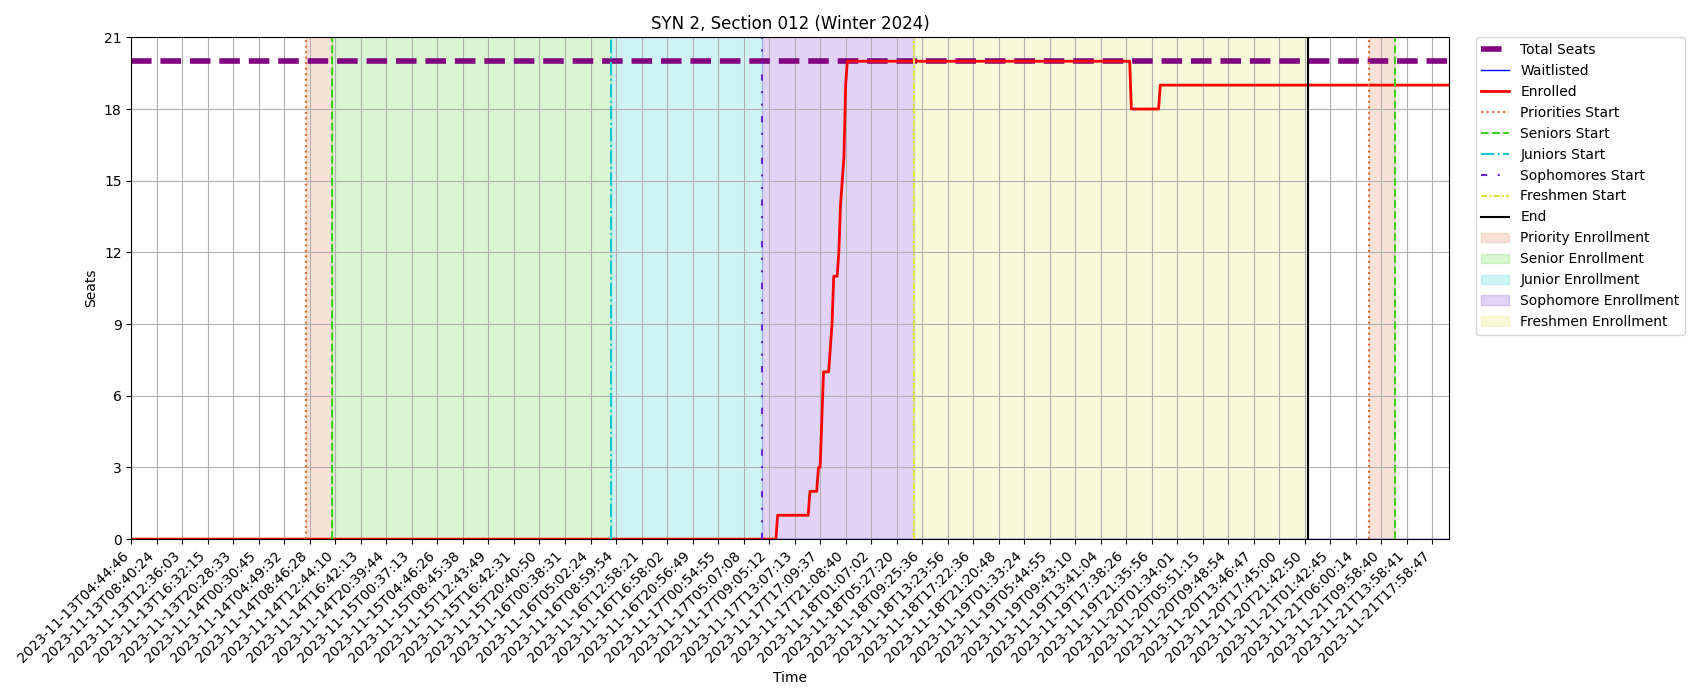 SYN 2, Section 012 (Winter 2024)
21
18
15
12
9
6
3
0
Seats
2023-11-13T04:44:46
2023-11-13T08:40:24
2023-11-13T12:36:03
2023-11-13T16:32:15
2023-11-13T20:28:33
2023-11-14T00:30:45
2023-11-14T04:49:32
2023-11-14T08:46:28
2023-11-14T12:44:10
2023-11-14T16:42:13
2023-11-14T20:39:44
2023-11-15T00:37:13
2023-11-15T04:46:26
2023-11-15T08:45:38
2023-11-15T12:43:49
2023-11-15T16:42:31
2023-11-15T20:40:50
2023-11-16T00:38:31
2023-11-16T05:02:24
2023-11-16T08:59:54
2023-11-16T12:58:21
2023-11-16T16:58:02
2023-11-16T20:56:49
2023-11-17T00:54:55
2023-11-17T05:07:08
2023-11-17T09:05:12
2023-11-17T13:07:13
2023-11-17T17:09:37
2023-11-17T21:08:40
2023-11-18T01:07:02
2023-11-18T05:27:20
2023-11-18T09:25:36
2023-11-18T13:23:56
2023-11-18T17:22:36
2023-11-18T21:20:48
2023-11-19T01:33:24
2023-11-19T05:44:55
2023-11-19T09:43:10
2023-11-19T13:41:04
2023-11-19T17:38:26
2023-11-19T21:35:56
2023-11-20T01:34:01
2023-11-20T05:51:15
2023-11-20T09:48:54
2023-11-20T13:46:47
2023-11-20T17:45:00
2023-11-20T21:42:50
2023-11-21T01:42:45
2023-11-21T06:00:14
2023-11-21T09:58:40
2023-11-21T13:58:41
2023-11-21T17:58:47
Time
Total Seats
Waitlisted
Enrolled
Priorities Start
Seniors Start
Juniors Start
Sophomores Start
Freshmen Start
End
Priority Enrollment
Senior Enrollment
Junior Enrollment
Sophomore Enrollment
Freshmen Enrollment